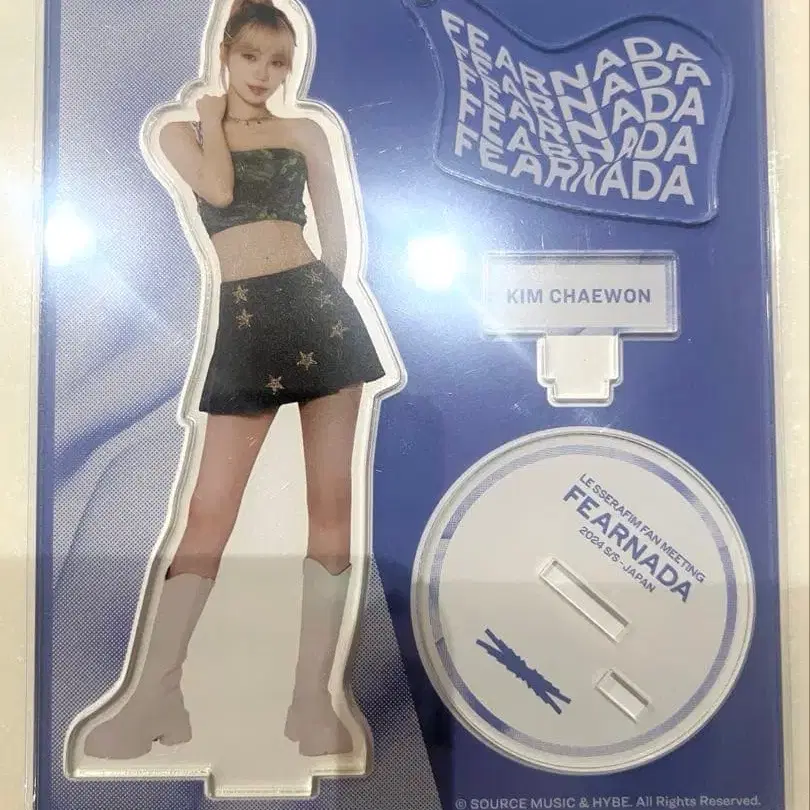 FEARNADA
FEARNADA
FEARNADA
FEARNADA
FEARNADA
KIM CHAEWON
LE SSERAFIM FAN MEETING
FEARNADA
2024 S/S - JAPAN
© SOURCE MUSIC & HYBE. All Rights Reserved.